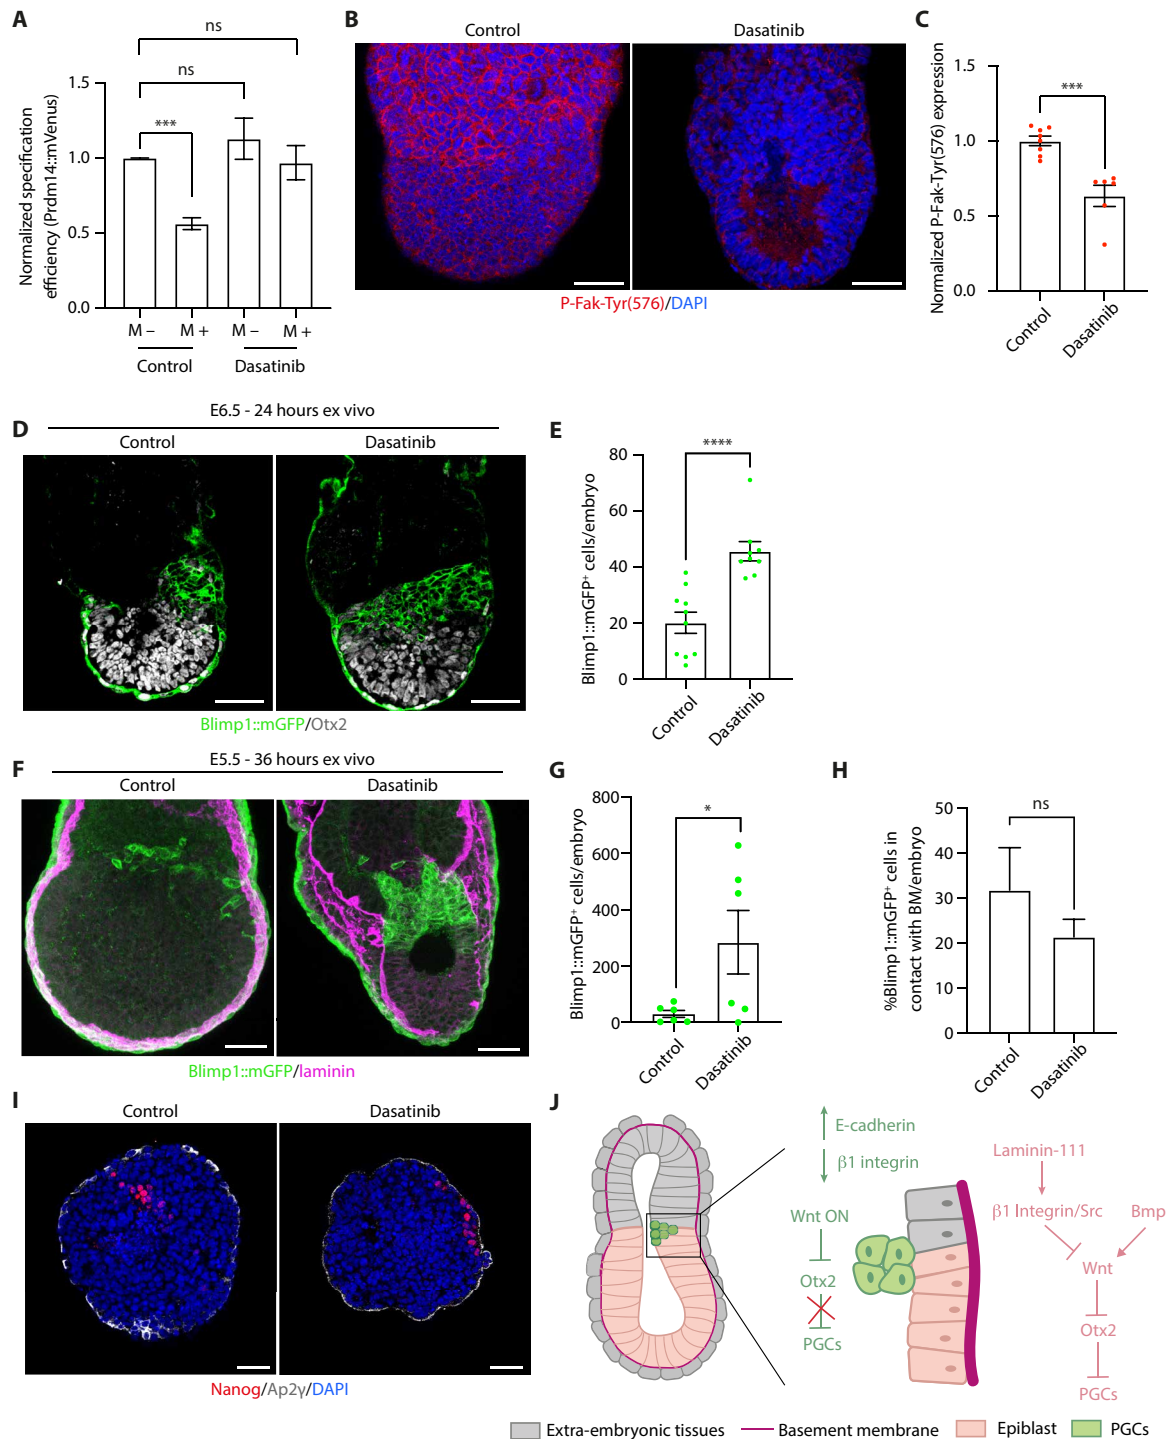 A
ns
ns
***
1.5
1.0
0.5
0.0
Normalized specification
efficiency (Prdm14::mVenus)
M –
M +
M –
M +
Control
Dasatinib
B
Control
Dasatinib
P-Fak-Tyr(576)/DAPI
C
***
1.5
1.0
0.5
0.0
Normalized P-Fak-Tyr(576) expression
Control
Dasatinib
D
E6.5 - 24 hours ex vivo
Control
Dasatinib
Blimp1::mGFP/Otx2
E
****
80
60
40
20
0
Blimp1::mGFP⁺ cells/embryo
Control
Dasatinib
F
E5.5 - 36 hours ex vivo
Control
Dasatinib
Blimp1::mGFP/laminin
G
*
800
600
400
200
0
Blimp1::mGFP⁺ cells/embryo
Control
Dasatinib
H
ns
50
40
30
20
10
0
%Blimp1::mGFP⁺ cells in
contact with BM/embryo
Control
Dasatinib
I
Control
Dasatinib
Nanog/Ap2γ/DAPI
J
E-cadherin
β1 integrin
Wnt ON
Otx2
PGCs
Laminin-111
β1 Integrin/Src
Bmp
Wnt
Otx2
PGCs
Extra-embryonic tissues
Basement membrane
Epiblast
PGCs